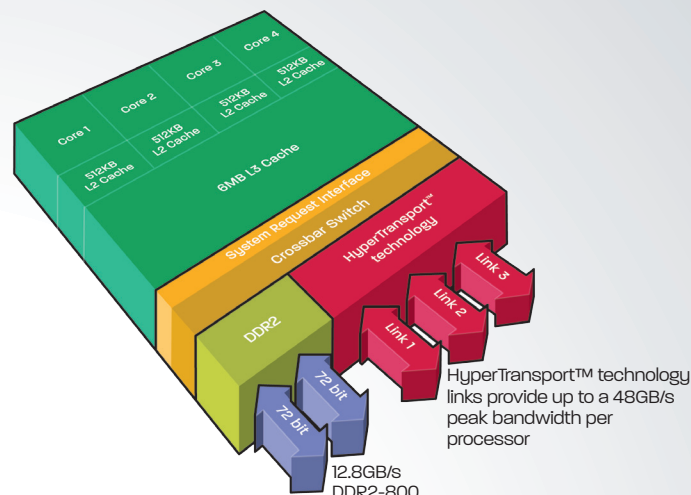 Core 1
Core 2
Core 3
Core 4
512KB
L2 Cache
512KB
L2 Cache
512KB
L2 Cache
512KB
L2 Cache
6MB L3 Cache
System Request Interface
Crossbar Switch
HyperTransport™
technology
DDR2
Link 1
Link 2
Link 3
72 bit
72 bit
HyperTransport™ technology
links provide up to a 48GB/s
peak bandwidth per
processor
12.8GB/s
DDR2-800